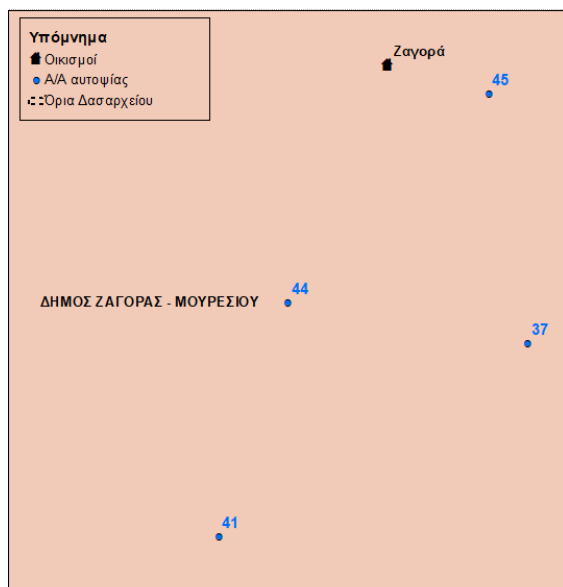 Υπόμνημα
Οικισμοί
Α/Α αυτοψίας
Όρια Δασαρχείου
Ζαγορά
45
44
ΔΗΜΟΣ ΖΑΓΟΡΑΣ - ΜΟΥΡΕΣΙΟΥ
37
41